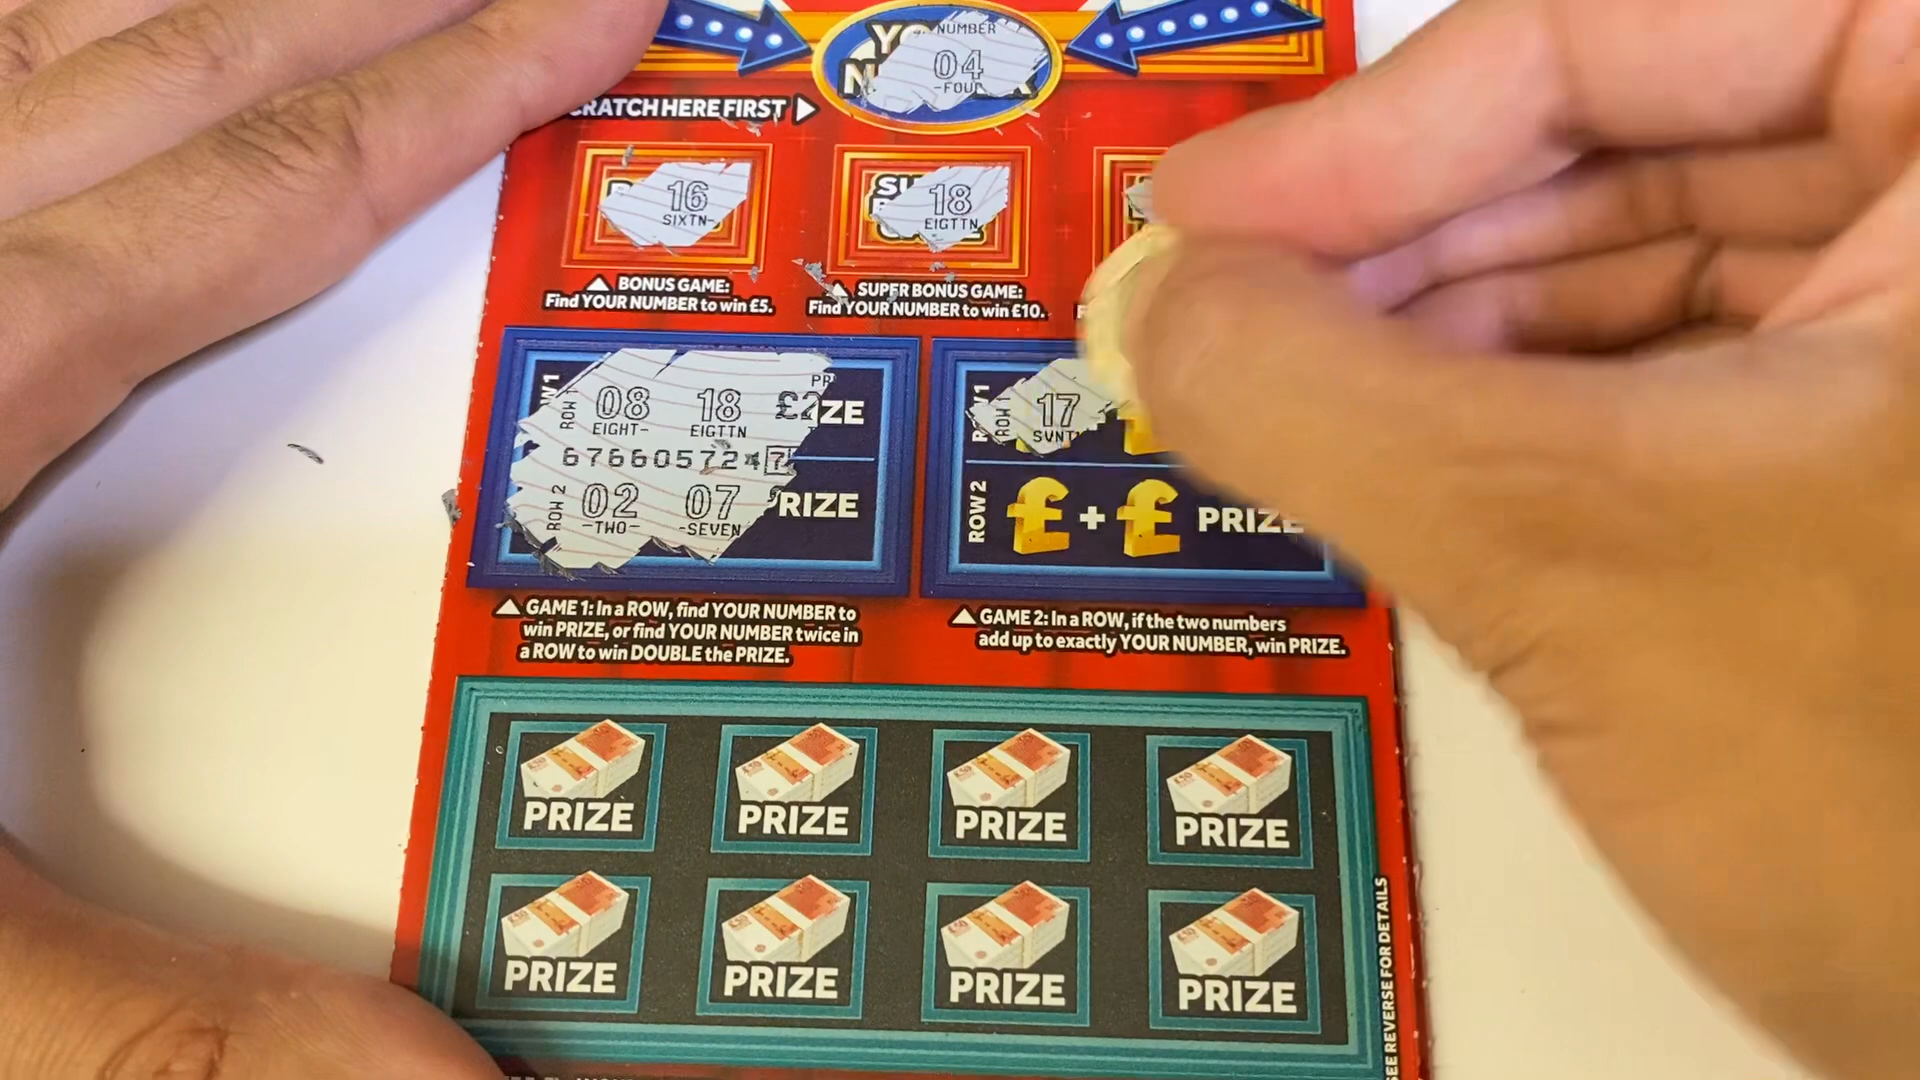 NUMBER
04
-FOUR
SCRATCH HERE FIRST
16
SIXTN
18
EIGTTN
BONUS GAME:
Find YOUR NUMBER to win £5.
SUPER BONUS GAME:
Find YOUR NUMBER to win £10.
ROW 1 08 18
EIGHT- EIGTTN
67660572 7
ROW 2 02 07 PRIZE
-TWO- -SEVEN
ROW 1 17
ROW 2 £ + £ PRIZE
GAME 1: In a ROW, find YOUR NUMBER to
win PRIZE, or find YOUR NUMBER twice in
a ROW to win DOUBLE the PRIZE.
GAME 2: In a ROW, if the two numbers
add up to exactly YOUR NUMBER, win PRIZE.
PRIZE PRIZE PRIZE PRIZE
PRIZE PRIZE PRIZE PRIZE
SEE REVERSE FOR DETAILS